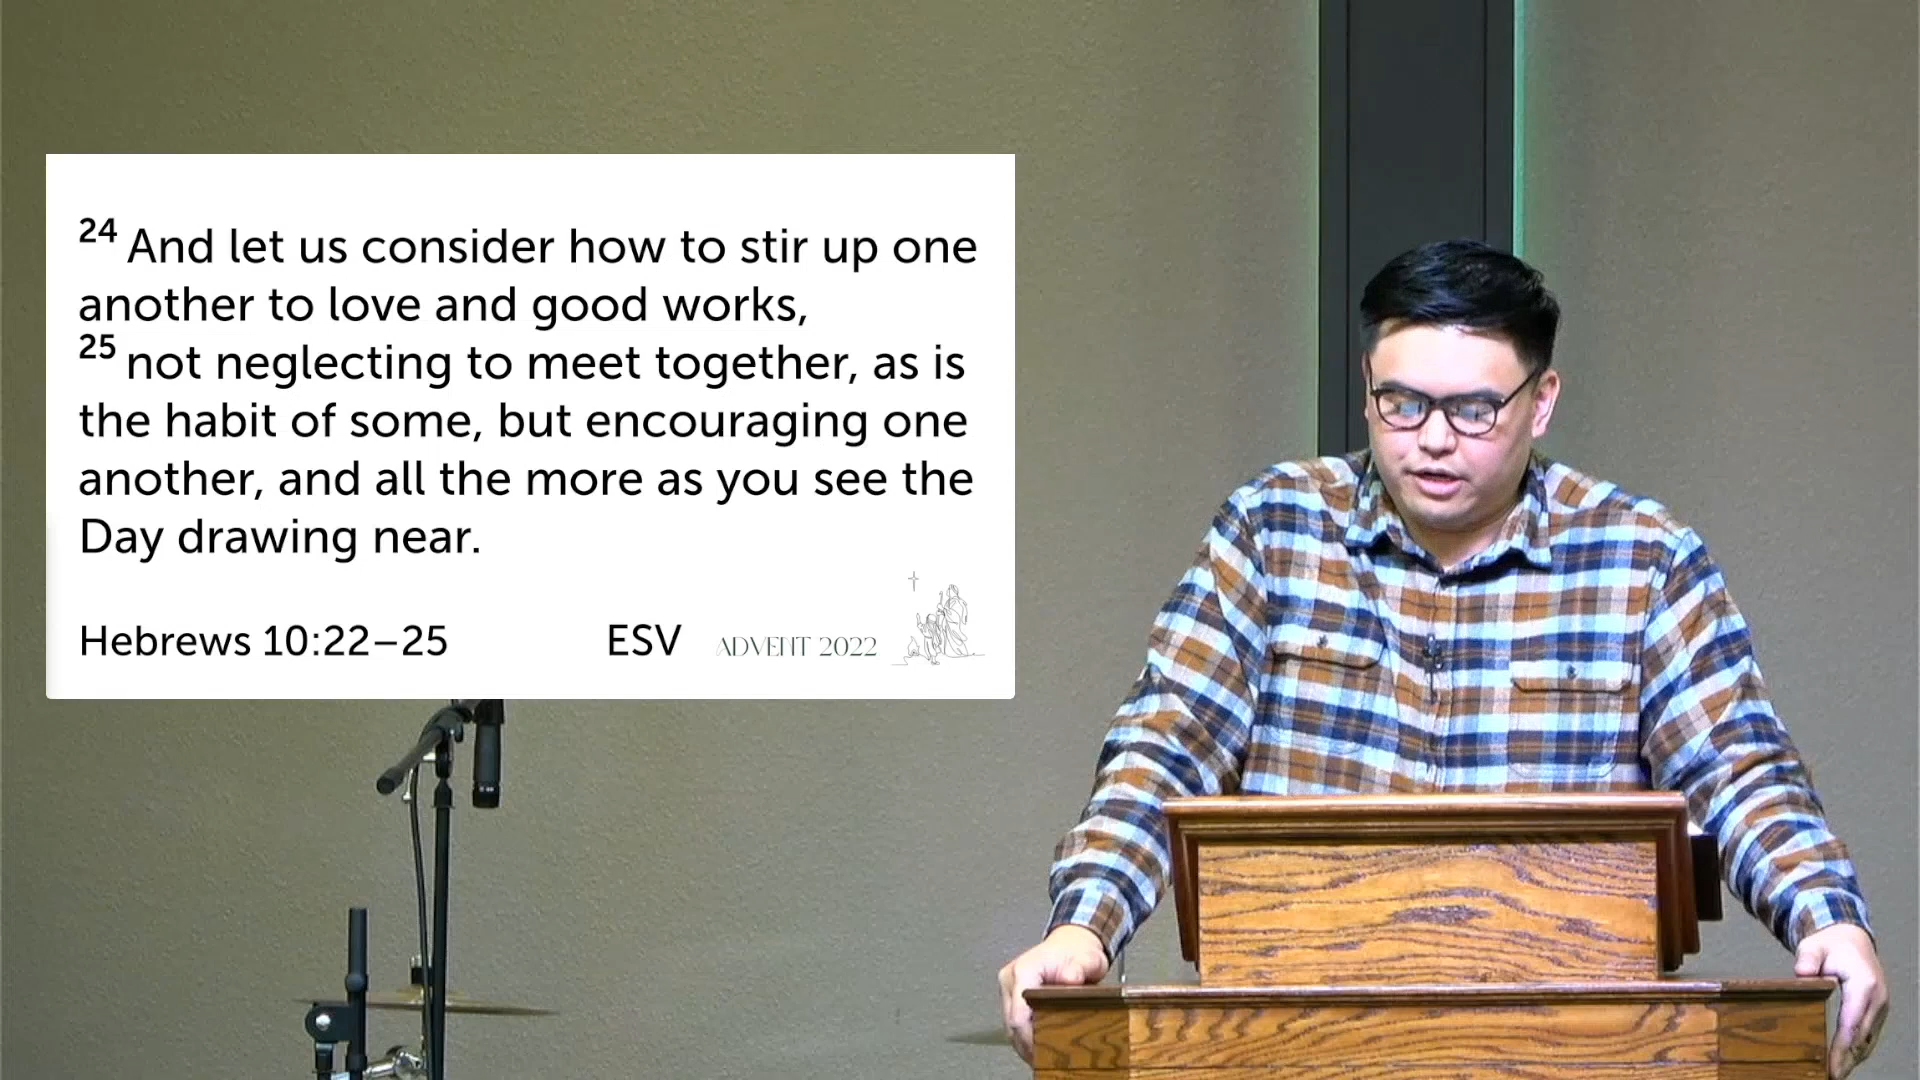 24 And let us consider how to stir up one
another to love and good works,
25 not neglecting to meet together, as is
the habit of some, but encouraging one
another, and all the more as you see the
Day drawing near.
Hebrews 10:22–25 ESV ADVENT 2022